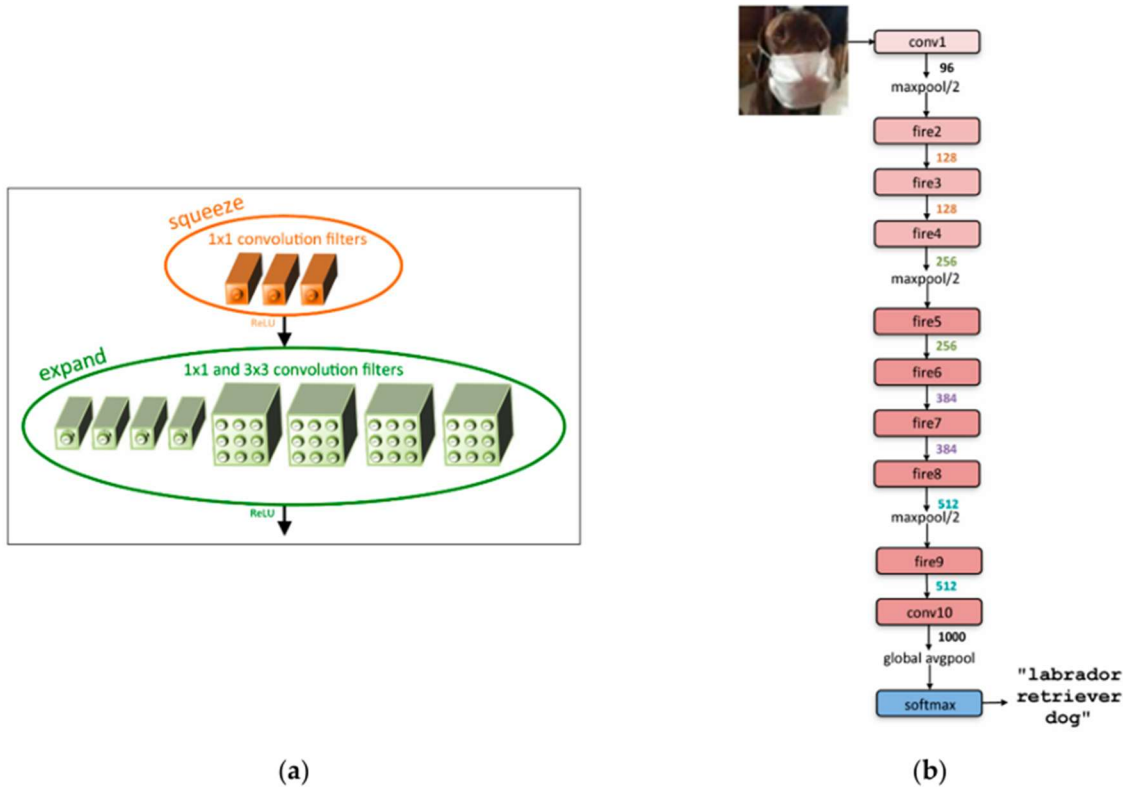 squeeze
1x1 convolution filters
ReLU
expand
1x1 and 3x3 convolution filters
ReLU
(a)
conv1
96
maxpool/2
fire2
128
fire3
128
fire4
256
maxpool/2
fire5
256
fire6
384
fire7
384
fire8
512
maxpool/2
fire9
512
conv10
1000
global avgpool
softmax
"labrador
retriever
dog"
(b)